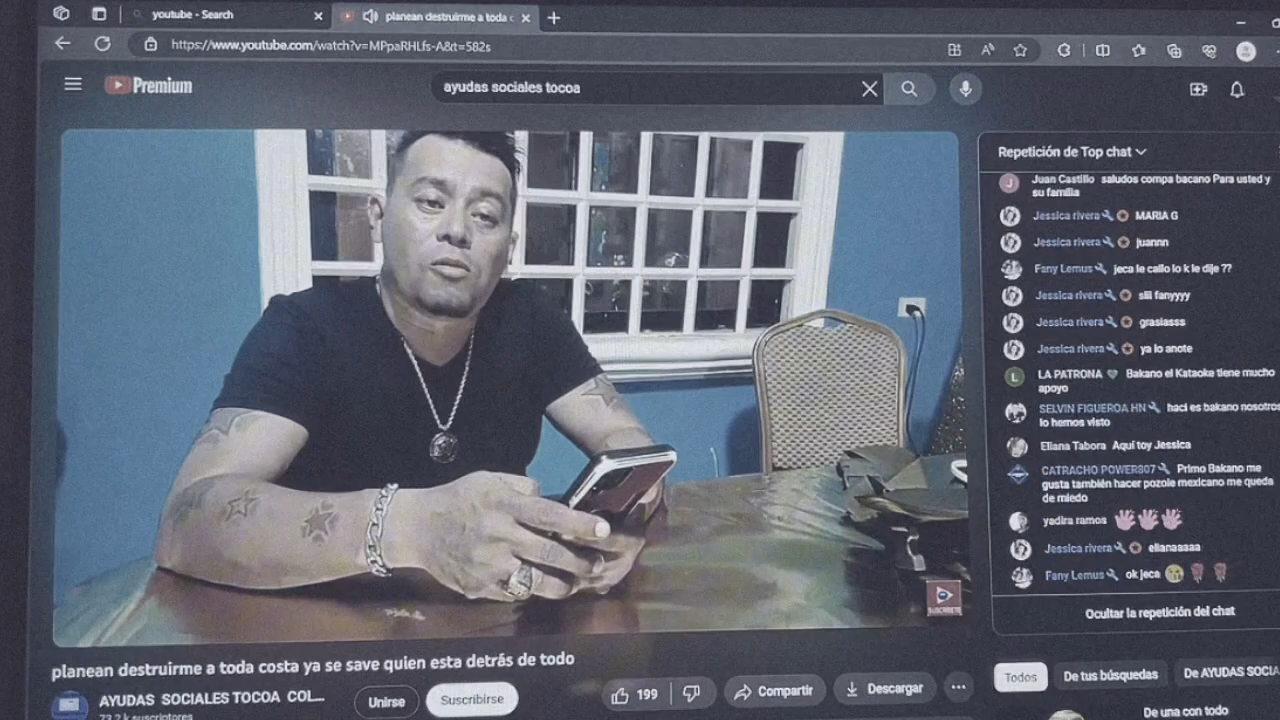 youtube - Search
planean destruirme a toda c
https://www.youtube.com/watch?v=MPpaRHLfs-A&t=582s
Premium
ayudas sociales tocoa
Repetición de Top chat
Juan Castillo saludos compa bacano Para usted y
su familia
Jessica rivera MARIA G
Jessica rivera juannn
Fany Lemus jeca le callo lo k le dije ??
Jessica rivera siii fanyyyy
Jessica rivera grasiasss
Jessica rivera ya lo anote
LA PATRONA Bakano el Kataoke tiene mucho
apoyo
SELVIN FIGUEROA HN haci es bakano nosotro
lo hemos visto
Eliana Tabora Aquí toy Jessica
CATRACHO POWER807 Primo Bakano me
gusta también hacer pozole mexicano me queda
de miedo
yadira ramos
Jessica rivera elianaaaaa
Fany Lemus ok jeca
Ocultar la repetición del chat
SUSCRIBETE
planean destruirme a toda costa ya se save quien esta detrás de todo
AYUDAS SOCIALES TOCOA COL...
73.2 k suscriptores
Unirse
Suscribirse
199
Compartir
Descargar
Todos
De tus búsquedas
De AYUDAS SOCIA
De una con todo